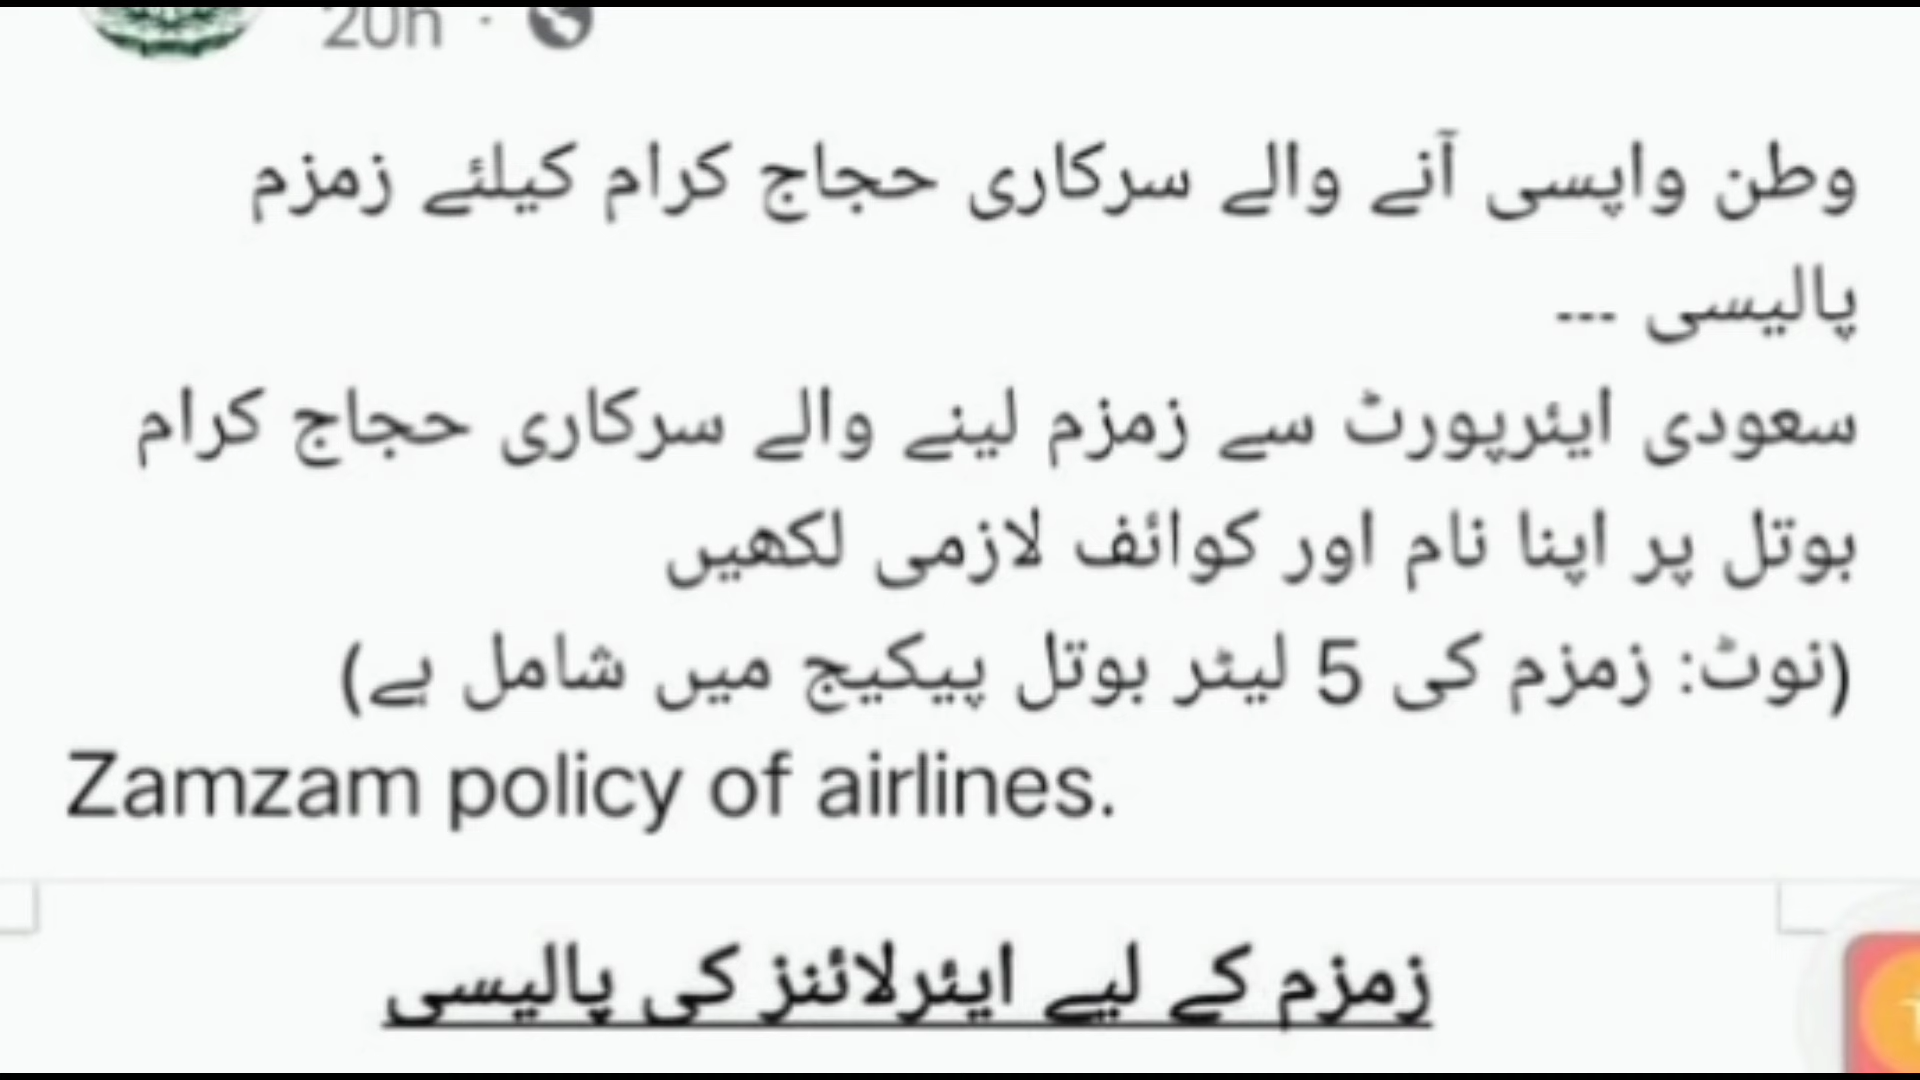 20h ·
وطن واپسی آنے والے سرکاری حجاج کرام کیلئے زمزم
پالیسی ---
سعودی ایئرپورٹ سے زمزم لینے والے سرکاری حجاج کرام
بوتل پر اپنا نام اور کوائف لازمی لکھیں
(نوٹ: زمزم کی 5 لیٹر بوتل پیکیج میں شامل ہے)
Zamzam policy of airlines.
زمزم کے لیے ایئرلائنز کی پالیسی